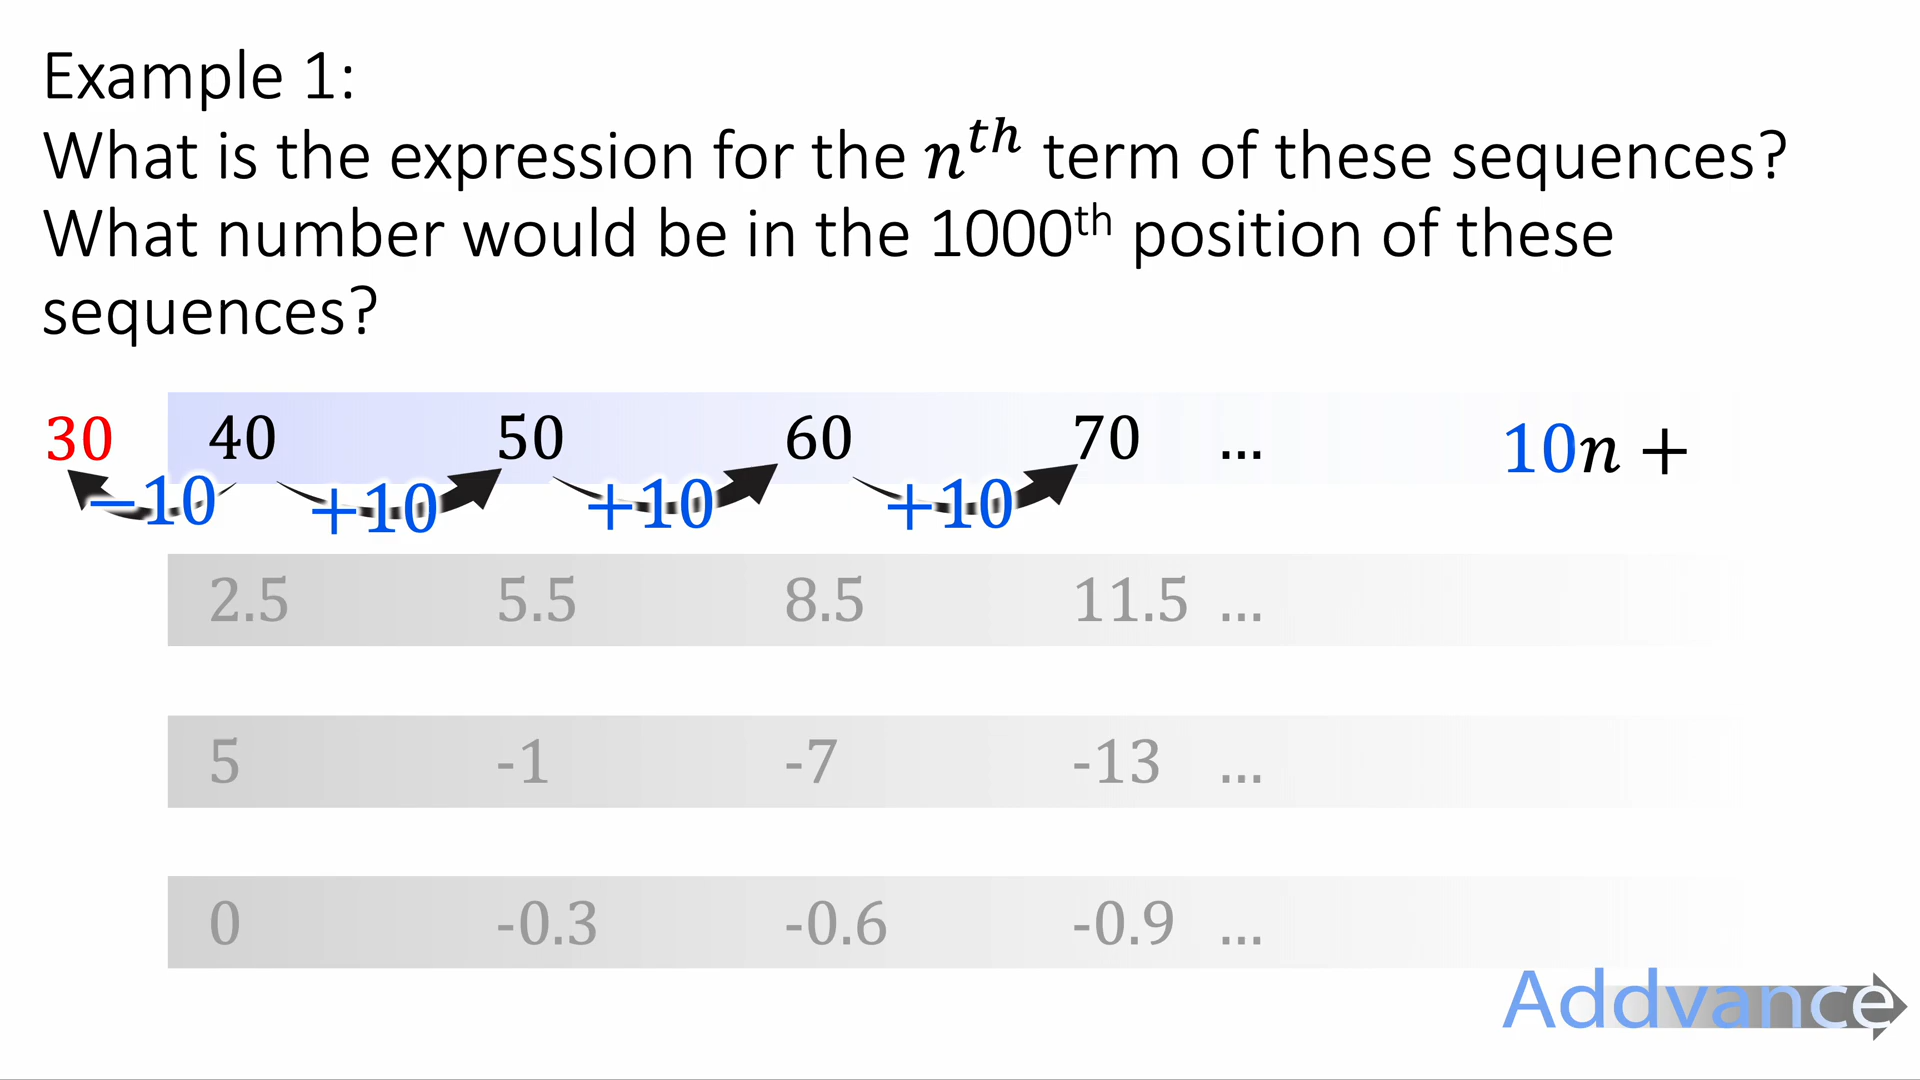 Example 1:
What is the expression for the nᵗʰ term of these sequences?
What number would be in the 1000ᵗʰ position of these
sequences?
30 40 50 60 70 ... 10n +
−10 +10 +10 +10
2.5 5.5 8.5 11.5 ...
5 -1 -7 -13 ...
0 -0.3 -0.6 -0.9 ...
Addvance